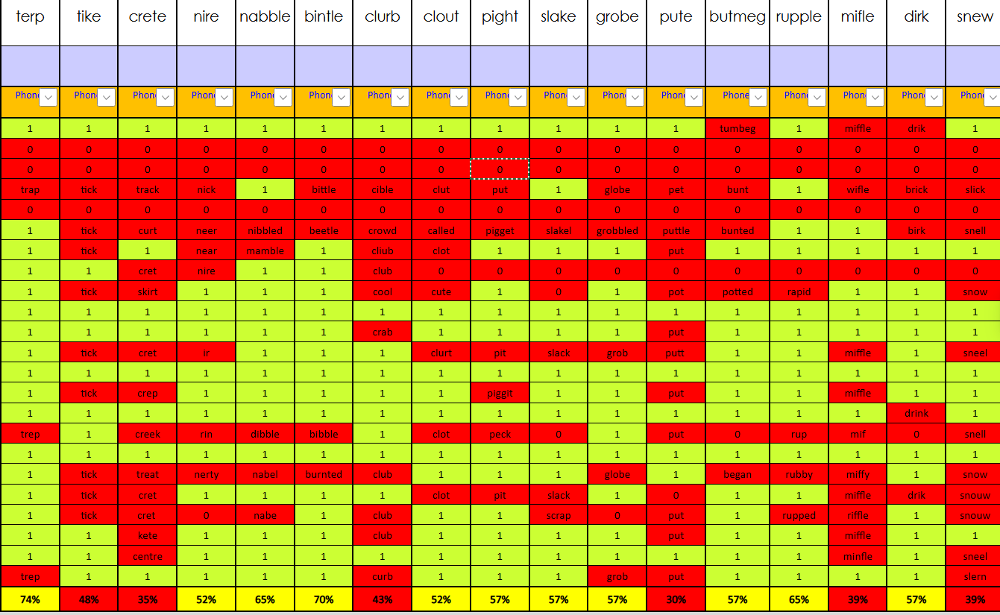 terp tike crete nire nabble bintle clurb clout pight slake grobe pute butmeg rupple mifle dirk snew
Phon Phon Phon Phon Phon Phon Phon Phon Phon Phon Phon Phon Phone Phon Phon Phon Phon
1 1 1 1 1 1 1 1 1 1 1 1 tumbeg 1 miffle drik 1
0 0 0 0 0 0 0 0 0 0 0 0 0 0 0 0 0
0 0 0 0 0 0 0 0 0 0 0 0 0 0 0 0 0
trap tick track nick 1 bittle cible clut put 1 globe pet bunt 1 wifle brick slick
0 0 0 0 0 0 0 0 0 0 0 0 0 0 0 0 0
1 tick curt neer nibbled beetle crowd called pigget slakel grobbled puttle bunted 1 1 birk snell
1 tick 1 near mamble 1 cliub clot 1 1 1 put 1 1 1 1 1
1 1 cret nire 1 1 club 0 0 0 0 0 0 0 0 0 0
1 tick skirt 1 1 1 cool cute 1 0 1 pot potted rapid 1 1 snow
1 1 1 1 1 1 1 1 1 1 1 1 1 1 1 1 1
1 1 1 1 1 1 crab 1 1 1 1 put 1 1 1 1 1
1 tick cret ir 1 1 1 clurt pit slack grob putt 1 1 miffle 1 sneel
1 1 1 1 1 1 1 1 1 1 1 1 1 1 1 1 1
1 tick crep 1 1 1 1 1 piggit 1 1 put 1 1 miffle 1 1
1 1 1 1 1 1 1 1 1 1 1 1 1 1 1 drink 1
trep 1 creek rin dibble bibble 1 clot peck 0 1 put 0 rup mif 0 snell
1 1 1 1 1 1 1 1 1 1 1 1 1 1 1 1 1
1 tick treat nerty nabel burnted club 1 1 1 globe 1 began rubby miffy 1 snow
1 tick cret 1 1 1 1 clot pit slack 1 0 1 1 miffle drik snouw
1 tick cret 0 nabe 1 club 1 1 scrap 0 put 1 rupped riffle 1 snouw
1 1 kete 1 1 1 club 1 1 1 1 put 1 1 miffle 1 1
1 1 centre 1 1 1 1 1 1 1 1 1 1 1 minfle 1 sneel
trep 1 1 1 1 1 curb 1 1 1 grob put 1 1 1 1 slern
74% 48% 35% 52% 65% 70% 43% 52% 57% 57% 57% 30% 57% 65% 39% 57% 39%